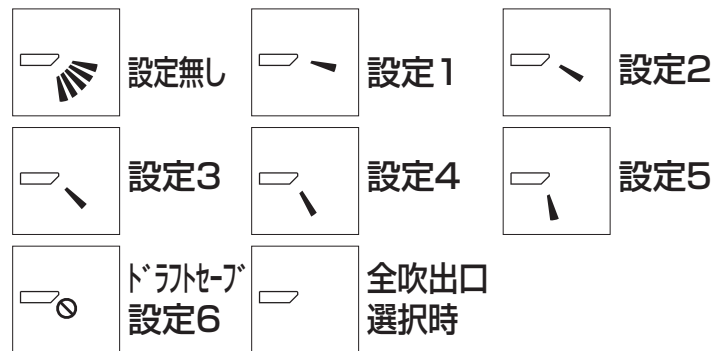 設定無し
設定1
設定2
設定3
設定4
設定5
ﾄﾞﾗﾌﾄｾｰﾌﾞ
設定6
全吹出口
選択時